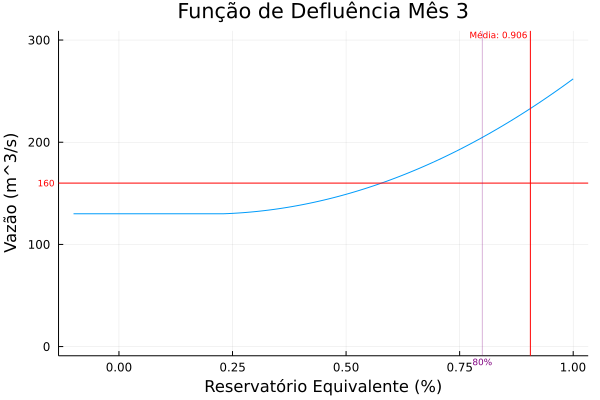 Função de Defluência Mês 3
Média: 0.906
300
200
160
100
0
Vazão (m^3/s)
0.00
0.25
0.50
0.75
80%
1.00
Reservatório Equivalente (%)